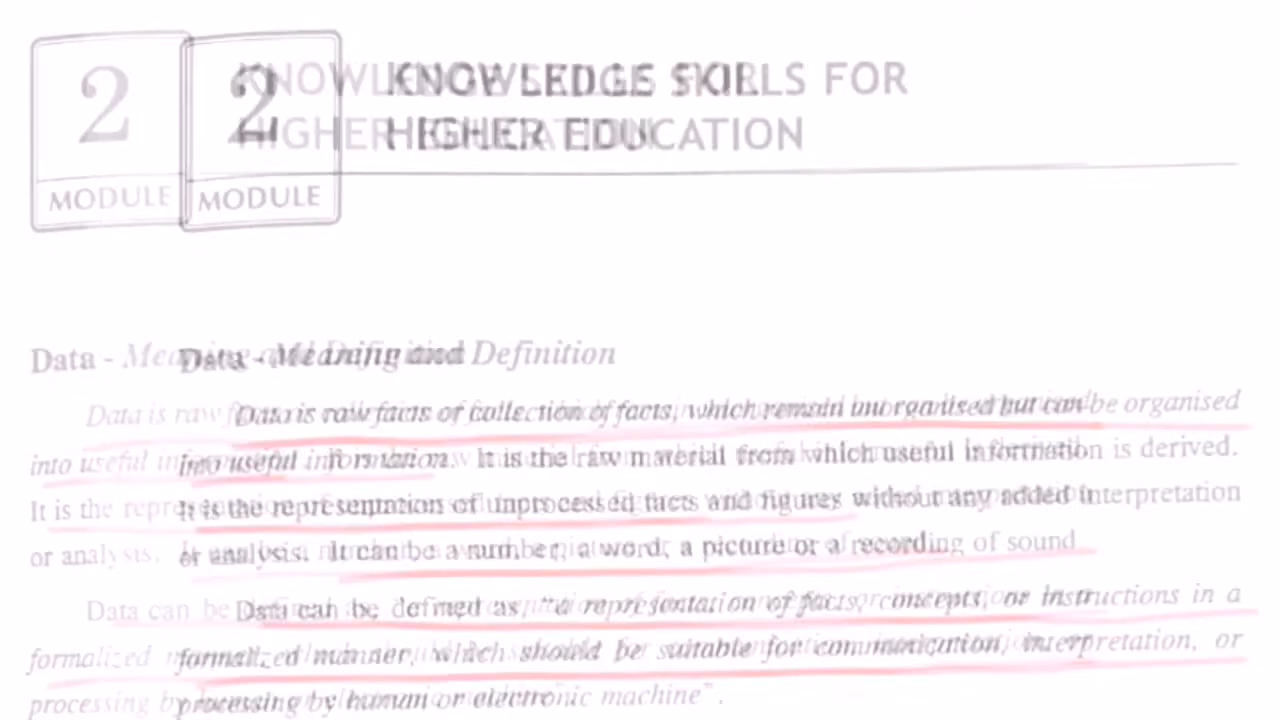 2
MODULE
KNOWLEDGE SKILLS FOR
HIGHER EDUCATION
Data - Meaning and Definition
Data is raw facts or collection of facts, which remain unorganised but can be organised
into useful information. It is the raw material from which useful information is derived.
It is the representation of unprocessed facts and figures without any added interpretation
or analysis. It can be a number, a word, a picture or a recording of sound
Data can be defined as "a representation of facts, concepts, or instructions in a
formalized manner, which should be suitable for communication, interpretation, or
processing by human or electronic machine".